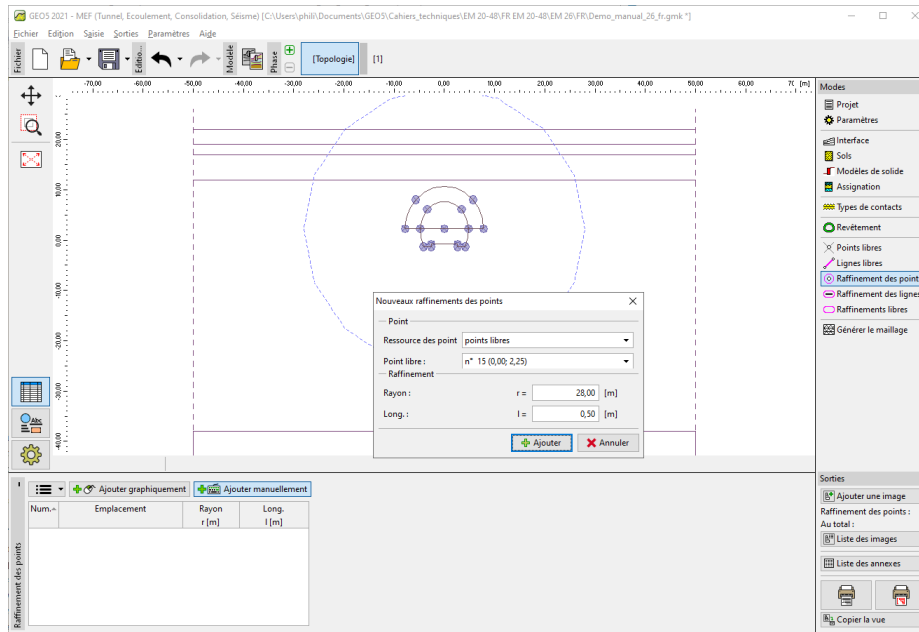 GEO5 2021 - MEF (Tunnel, Ecoulement, Consolidation, Séisme) [C:\Users\phili\Documents\GEO5\Cahiers_techniques\EM 20-48\FR EM 20-48\EM 26\FR\Demo_manual_26_fr.gmk *]
Fichier Edition Saisie Sorties Paramètres Aide
Fichier
Editio...
Modèle
Phase
[Topologie] [1]
-70,00 -60,00 -50,00 -40,00 -30,00 -20,00 -10,00 0,00 10,00 20,00 30,00 40,00 50,00 60,00 7( [m]
20,00
10,00
0,00
-10,00
-20,00
-30,00
-40,00
Modes
Projet
Paramètres
Interface
Sols
Modèles de solide
Assignation
Types de contacts
Revêtement
Points libres
Lignes libres
Raffinement des point
Raffinement des lignes
Raffinements libres
Générer le maillage
Nouveaux raffinements des points
Point
Ressource des point points libres
Point libre : n° 15 (0,00; 2,25)
Raffinement
Rayon : r = 28,00 [m]
Long. : l = 0,50 [m]
Ajouter Annuler
Abc
Ajouter graphiquement Ajouter manuellement
Num. Emplacement Rayon Long.
r [m] l [m]
Raffinement des points
Sorties
Ajouter une image
Raffinement des points :
Au total :
Liste des images
Liste des annexes
Copier la vue